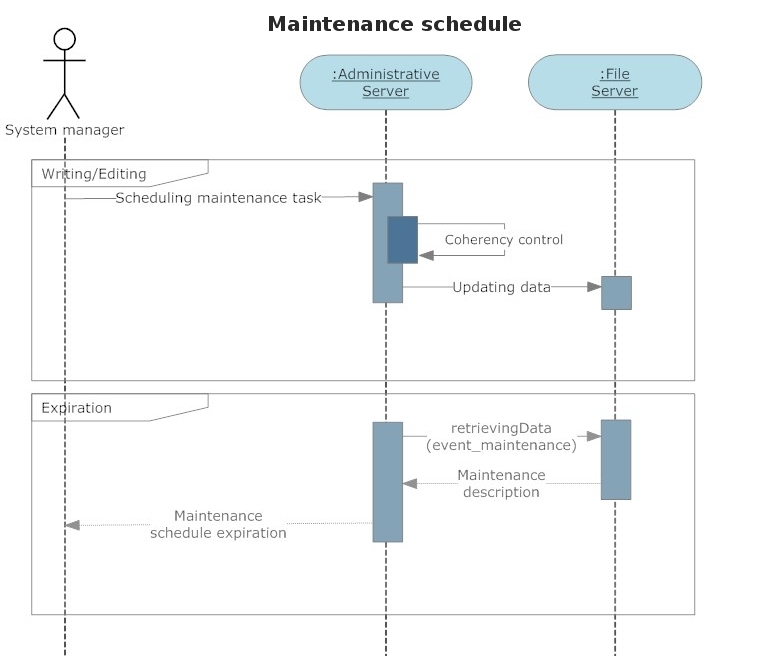 Maintenance schedule
:Administrative
Server
:File
Server
System manager
Writing/Editing
Scheduling maintenance task
Coherency control
Updating data
Expiration
retrievingData
(event_maintenance)
Maintenance
description
Maintenance
schedule expiration